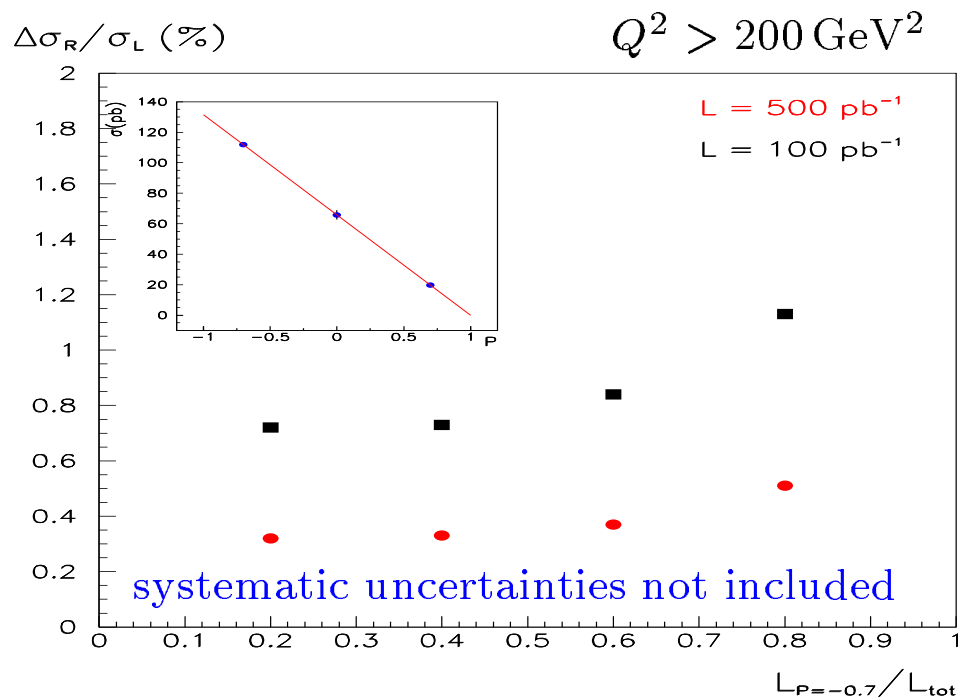 Δσ_R/σ_L (%)
Q² > 200 GeV²
2
1.8
1.6
1.4
1.2
1
0.8
0.6
0.4
0.2
0
L = 500 pb⁻¹
L = 100 pb⁻¹
σ(pb)
140
120
100
80
60
40
20
0
−1 −0.5 0 0.5 1 P
systematic uncertainties not included
0 0.1 0.2 0.3 0.4 0.5 0.6 0.7 0.8 0.9 1
L_P=−0.7/L_tot